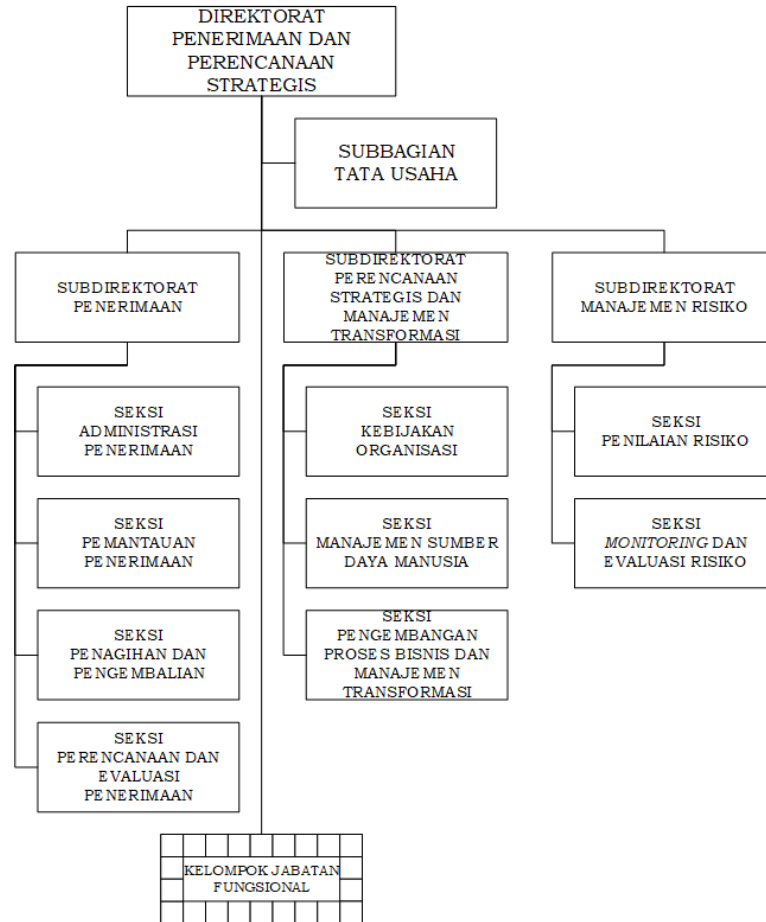 DIREKTORAT
PENERIMAAN DAN
PERENCANAAN
STRATEGIS
SUBBAGIAN
TATA USAHA
SUBDIREKTORAT
PENERIMAAN
SUBDIREKTORAT
PERENCANAAN
STRATEGIS DAN
MANAJEMEN
TRANSFORMASI
SUBDIREKTORAT
MANAJEMEN RISIKO
SEKSI
ADMINISTRASI
PENERIMAAN
SEKSI
KEBIJAKAN
ORGANISASI
SEKSI
PENILAIAN RISIKO
SEKSI
PEMANTAUAN
PENERIMAAN
SEKSI
MANAJEMEN SUMBER
DAYA MANUSIA
SEKSI
MONITORING DAN
EVALUASI RISIKO
SEKSI
PENAGIHAN DAN
PENGEMBALIAN
SEKSI
PENGEMBANGAN
PROSES BISNIS DAN
MANAJEMEN
TRANSFORMASI
SEKSI
PERENCANAAN DAN
EVALUASI
PENERIMAAN
KELOMPOK JABATAN
FUNGSIONAL